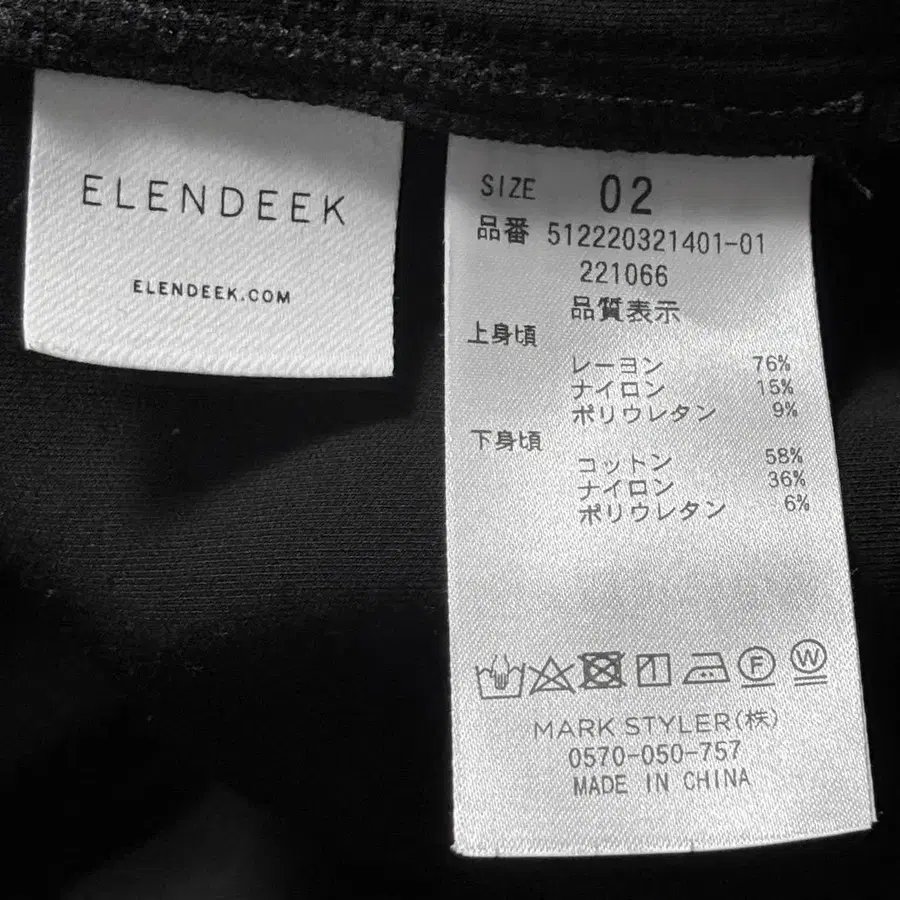 ELENDEEK
ELENDEEK.COM
SIZE 02
品番 512220321401-01
221066
品質表示
上身頃
レーヨン 76%
ナイロン 15%
ポリウレタン 9%
下身頃
コットン 58%
ナイロン 36%
ポリウレタン 6%
F
W
MARK STYLER(株)
0570-050-757
MADE IN CHINA